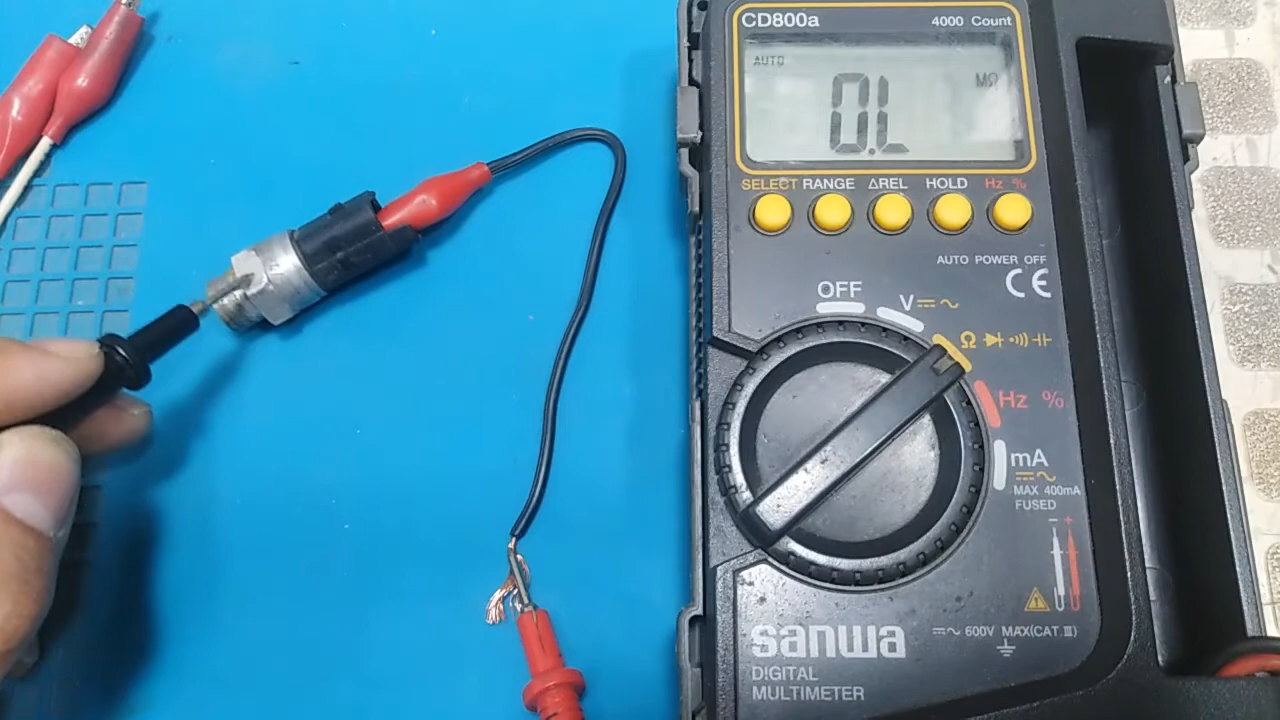 CD800a 4000 Count
AUTO
MΩ
0.L
SELECT RANGE ΔREL HOLD Hz %
AUTO POWER OFF
CE
OFF
V
Ω
Hz %
mA
MAX 400mA
FUSED
- +
600V MAX(CAT.III)
sanwa
DIGITAL
MULTIMETER